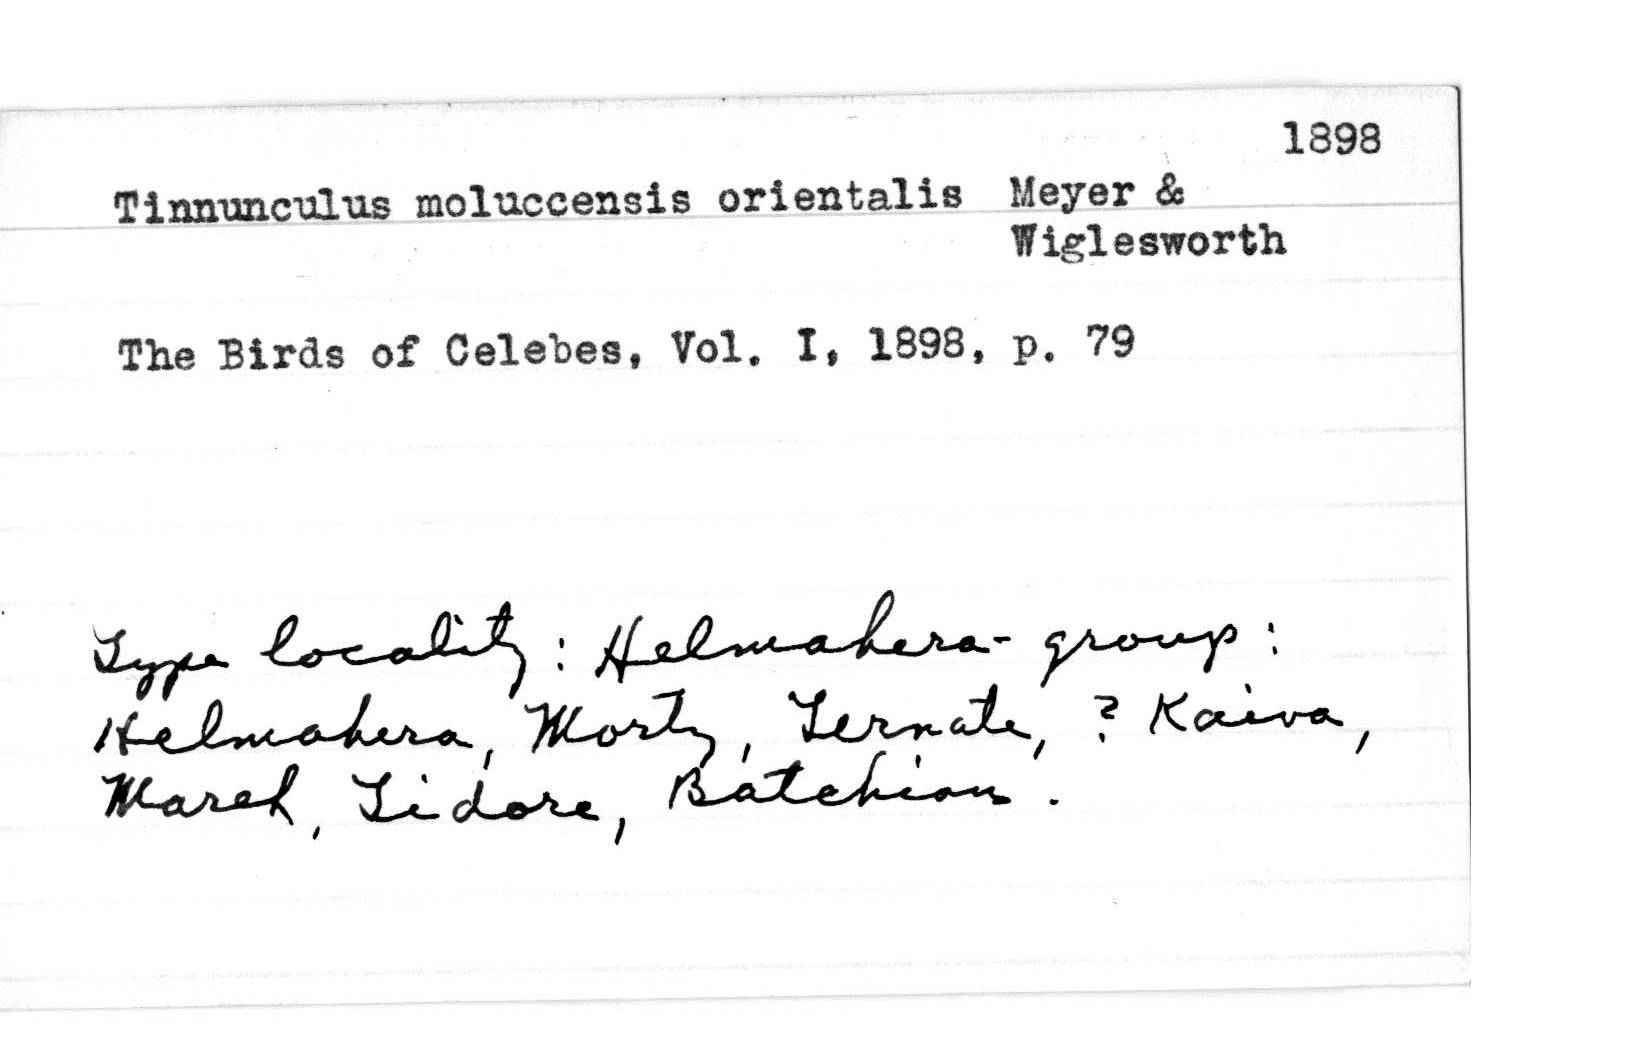 1898
Tinnunculus moluccensis orientalis Meyer &
Wiglesworth
The Birds of Celebes, Vol. I, 1898, p. 79
Type locality: Helmahera-group:
Helmahera, Morty, Ternate, ? Kaiva,
Mareh, Tidore, Batchian.